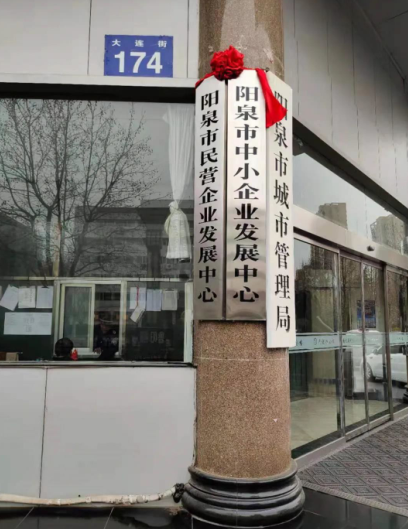 大连街
174
阳泉市民营企业发展中心
阳泉市中小企业发展中心
阳泉市城市管理局